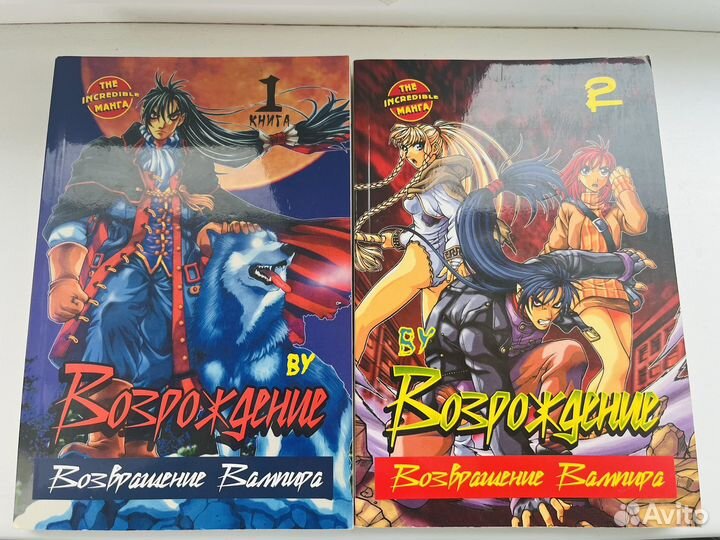 THE
INCREDIBLE
МАНГА
1
КНИГА
BY
Возрождение
Возвращение Вампира
THE
INCREDIBLE
МАНГА
2
BY
Возрождение
Возвращение Вампира
Avito